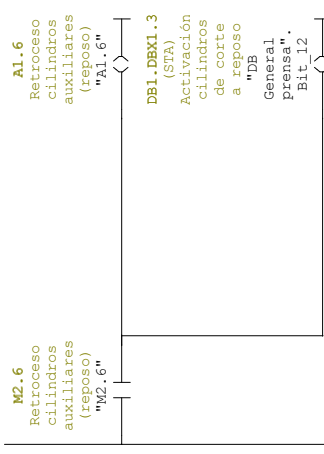 M2.6
Retroceso
cilindros
auxiliares
(reposo)
"M2.6"
A1.6
Retroceso
cilindros
auxiliares
(reposo)
"A1.6"
DB1.DBX1.3
(STA)
Activación
cilindros
de corte
a reposo
"DB
General
prensa".
Bit_12